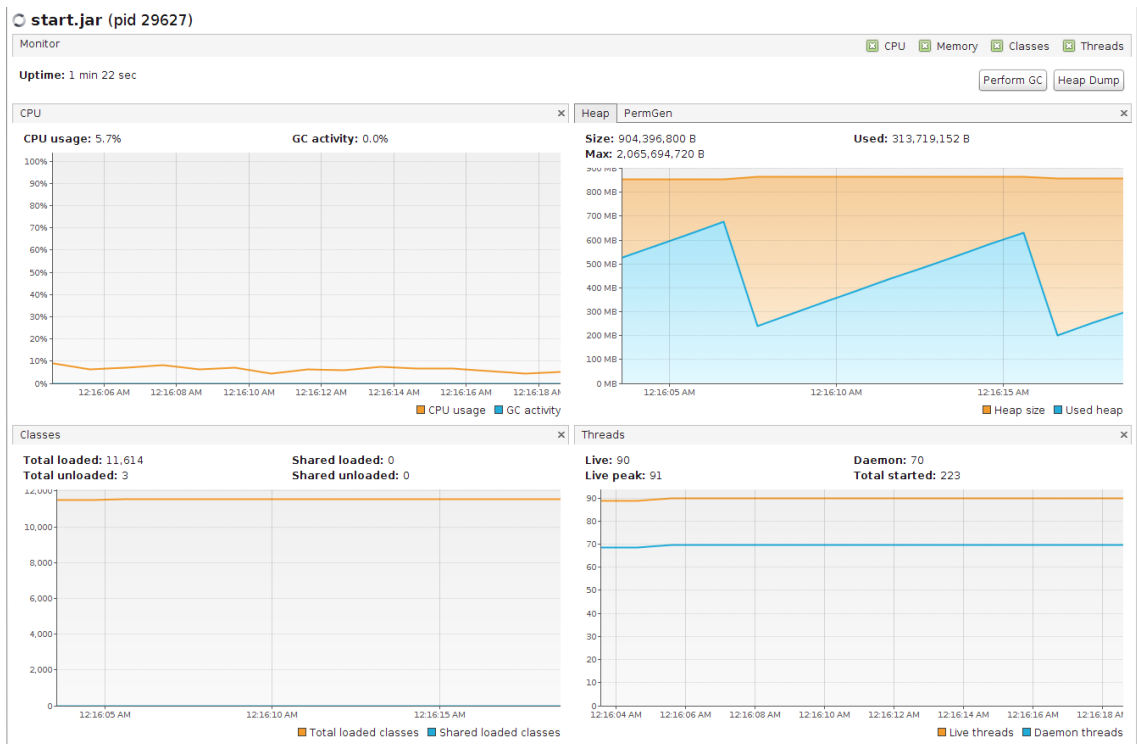 start.jar (pid 29627)
Monitor
CPU Memory Classes Threads
Uptime: 1 min 22 sec
Perform GC Heap Dump
CPU
CPU usage: 5.7% GC activity: 0.0%
100%
90%
80%
70%
60%
50%
40%
30%
20%
10%
0%
12:16:06 AM 12:16:08 AM 12:16:10 AM 12:16:12 AM 12:16:14 AM 12:16:16 AM 12:16:18 AM
CPU usage GC activity
Heap PermGen
Size: 904,396,800 B Used: 313,719,152 B
Max: 2,065,694,720 B
900 MB
800 MB
700 MB
600 MB
500 MB
400 MB
300 MB
200 MB
100 MB
0 MB
12:16:05 AM 12:16:10 AM 12:16:15 AM
Heap size Used heap
Classes
Total loaded: 11,614 Shared loaded: 0
Total unloaded: 3 Shared unloaded: 0
12,000
10,000
8,000
6,000
4,000
2,000
0
12:16:05 AM 12:16:10 AM 12:16:15 AM
Total loaded classes Shared loaded classes
Threads
Live: 90 Daemon: 70
Live peak: 91 Total started: 223
90
80
70
60
50
40
30
20
10
0
12:16:04 AM 12:16:06 AM 12:16:08 AM 12:16:10 AM 12:16:12 AM 12:16:14 AM 12:16:16 AM 12:16:18 AM
Live threads Daemon threads